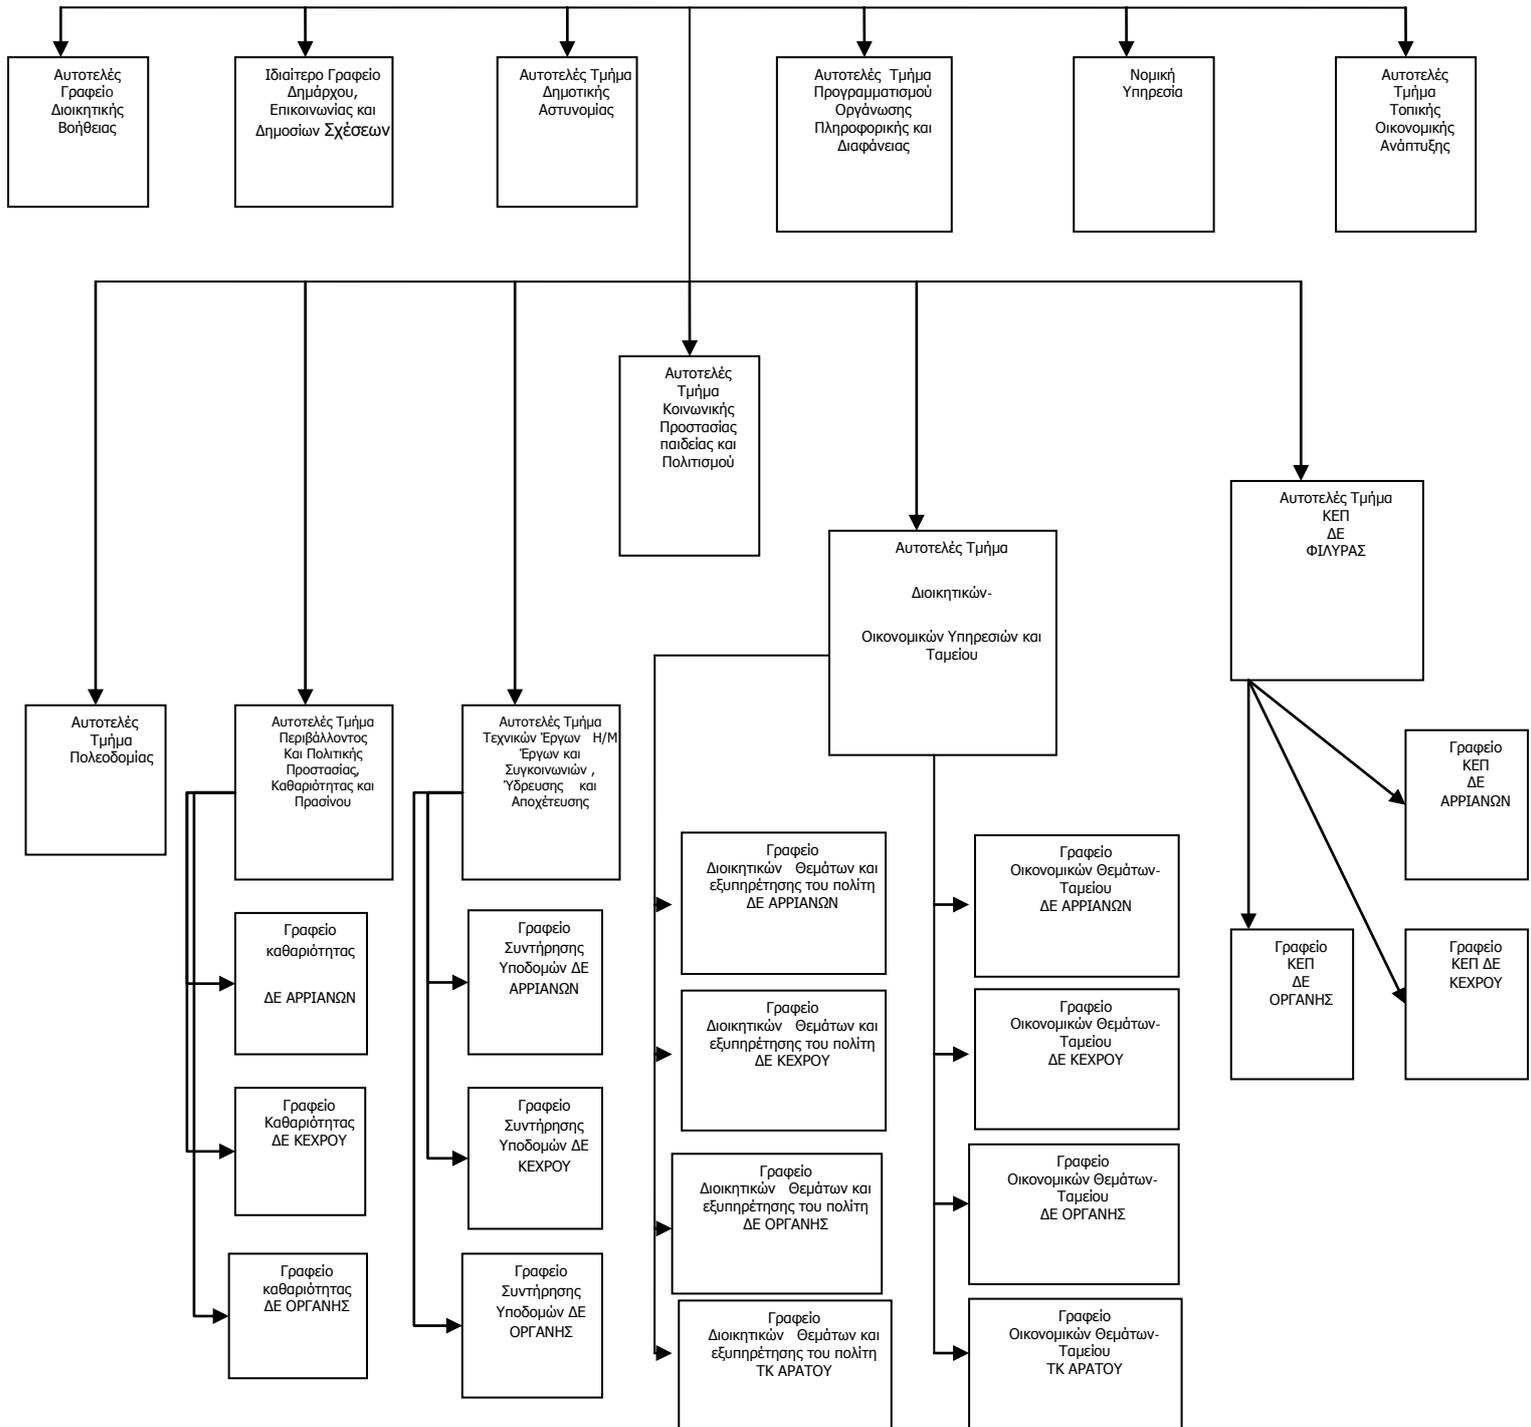 Αυτοτελές
Γραφείο
Διοικητικής
Βοήθειας
Ιδιαίτερο Γραφείο
Δημάρχου,
Επικοινωνίας και
Δημοσίων Σχέσεων
Αυτοτελές Τμήμα
Δημοτικής
Αστυνομίας
Αυτοτελές Τμήμα
Προγραμματισμού
Οργάνωσης
Πληροφορικής και
Διαφάνειας
Νομική
Υπηρεσία
Αυτοτελές
Τμήμα
Τοπικής
Οικονομικής
Ανάπτυξης
Αυτοτελές
Τμήμα
Κοινωνικής
Προστασίας
παιδείας και
Πολιτισμού
Αυτοτελές Τμήμα
Διοικητικών-
Οικονομικών Υπηρεσιών και
Ταμείου
Αυτοτελές Τμήμα
ΚΕΠ
ΔΕ
ΦΙΛΥΡΑΣ
Αυτοτελές
Τμήμα
Πολεοδομίας
Αυτοτελές Τμήμα
Περιβάλλοντος
Και Πολιτικής
Προστασίας,
Καθαριότητας και
Πρασίνου
Αυτοτελές Τμήμα
Τεχνικών Έργων Η/Μ
Έργων και
Συγκοινωνιών ,
Ύδρευσης και
Αποχέτευσης
Γραφείο
ΚΕΠ
ΔΕ
ΑΡΡΙΑΝΩΝ
Γραφείο
Διοικητικών Θεμάτων και
εξυπηρέτησης του πολίτη
ΔΕ ΑΡΡΙΑΝΩΝ
Γραφείο
Οικονομικών Θεμάτων-
Ταμείου
ΔΕ ΑΡΡΙΑΝΩΝ
Γραφείο
καθαριότητας
ΔΕ ΑΡΡΙΑΝΩΝ
Γραφείο
Συντήρησης
Υποδομών ΔΕ
ΑΡΡΙΑΝΩΝ
Γραφείο
ΚΕΠ
ΔΕ
ΟΡΓΑΝΗΣ
Γραφείο
ΚΕΠ ΔΕ
ΚΕΧΡΟΥ
Γραφείο
Διοικητικών Θεμάτων και
εξυπηρέτησης του πολίτη
ΔΕ ΚΕΧΡΟΥ
Γραφείο
Οικονομικών Θεμάτων-
Ταμείου
ΔΕ ΚΕΧΡΟΥ
Γραφείο
Καθαριότητας
ΔΕ ΚΕΧΡΟΥ
Γραφείο
Συντήρησης
Υποδομών ΔΕ
ΚΕΧΡΟΥ
Γραφείο
Διοικητικών Θεμάτων και
εξυπηρέτησης του πολίτη
ΔΕ ΟΡΓΑΝΗΣ
Γραφείο
Οικονομικών Θεμάτων-
Ταμείου
ΔΕ ΟΡΓΑΝΗΣ
Γραφείο
καθαριότητας
ΔΕ ΟΡΓΑΝΗΣ
Γραφείο
Συντήρησης
Υποδομών ΔΕ
ΟΡΓΑΝΗΣ
Γραφείο
Διοικητικών Θεμάτων και
εξυπηρέτησης του πολίτη
ΤΚ ΑΡΑΤΟΥ
Γραφείο
Οικονομικών Θεμάτων-
Ταμείου
ΤΚ ΑΡΑΤΟΥ